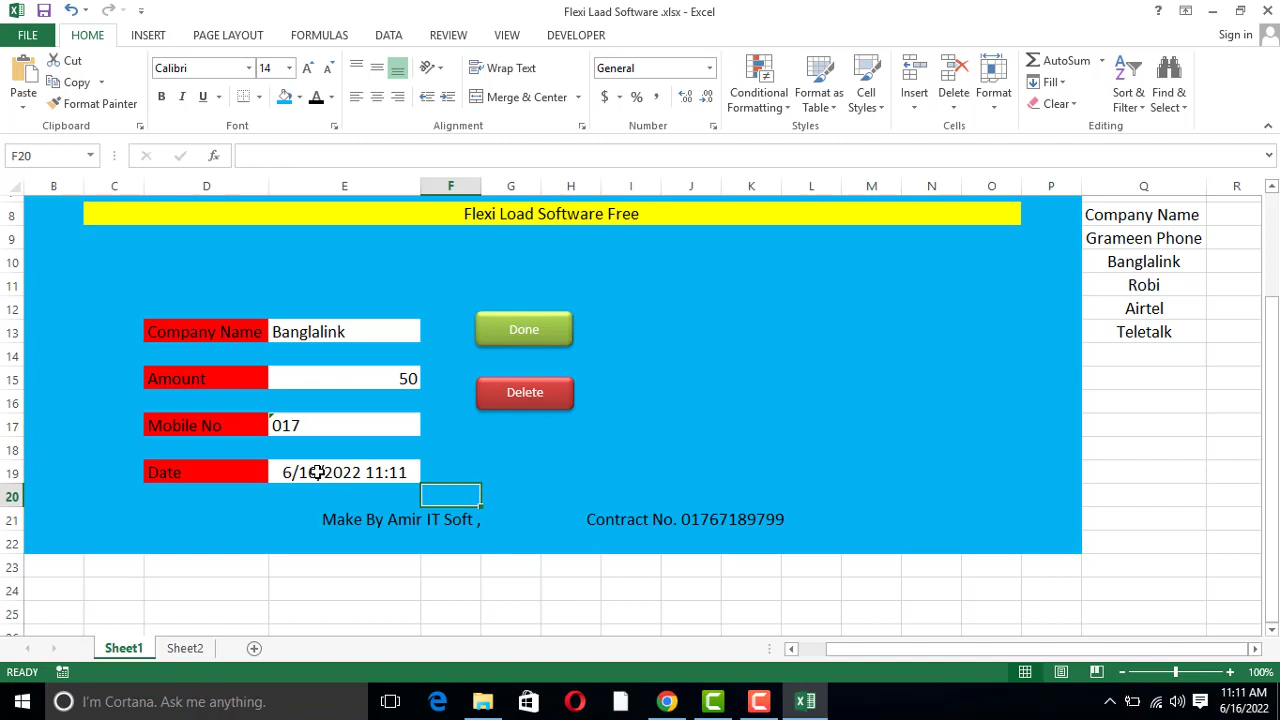 Flexi Laad Software .xlsx - Excel
Sign in
FILE HOME INSERT PAGE LAYOUT FORMULAS DATA REVIEW VIEW DEVELOPER
Paste
Cut
Copy
Format Painter
Clipboard
Calibri 14
B I U
Font
Wrap Text
Merge & Center
Alignment
General
$ % ,
Number
Conditional Formatting
Format as Table
Cell Styles
Styles
Insert
Delete
Format
Cells
AutoSum
Fill
Clear
Sort & Filter
Find & Select
Editing
F20
B C D E F G H I J K L M N O P Q R
8 Flexi Load Software Free Company Name
9 Grameen Phone
10 Banglalink
11 Robi
12 Airtel
13 Company Name Banglalink Done Teletalk
14
15 Amount 50
Delete
16
17 Mobile No 017
18
19 Date 6/16/2022 11:11
20
21 Make By Amir IT Soft , Contract No. 01767189799
22
23
24
25
Sheet1 Sheet2
READY 100%
I'm Cortana. Ask me anything.
11:11 AM
6/16/2022